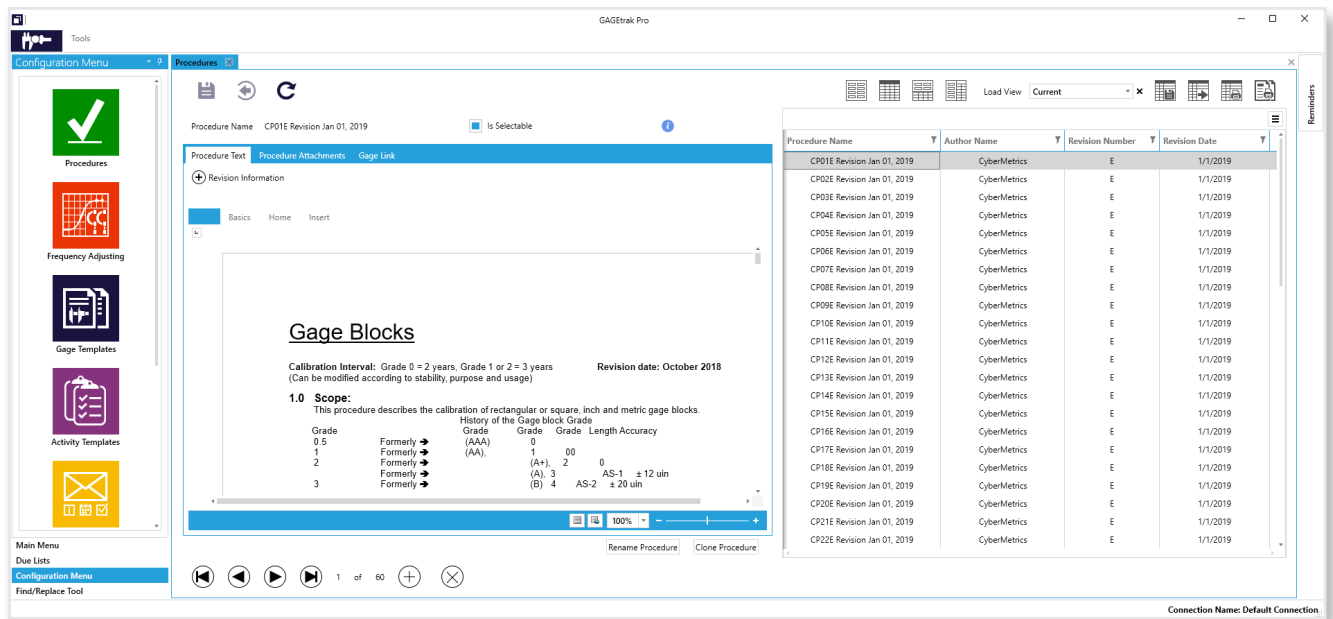 GAGEtrak Pro
Tools
Configuration Menu
Procedures
Frequency Adjusting
Gage Templates
Activity Templates
Main Menu
Due Lists
Configuration Menu
Find/Replace Tool
Procedures
Load View Current
Reminders
Procedure Name CP01E Revision Jan 01, 2019 Is Selectable
Procedure Text Procedure Attachments Gage Link
Revision Information
Basics Home Insert
Gage Blocks
Calibration Interval: Grade 0 = 2 years, Grade 1 or 2 = 3 years Revision date: October 2018
(Can be modified according to stability, purpose and usage)
1.0 Scope:
This procedure describes the calibration of rectangular or square, inch and metric gage blocks.
History of the Gage block Grade
Grade Grade Grade Grade Length Accuracy
0.5 Formerly ➔ (AAA) 0
1 Formerly ➔ (AA), 1 00
2 Formerly ➔ (A+), 2 0
Formerly ➔ (A), 3 AS-1 ± 12 uin
3 Formerly ➔ (B) 4 AS-2 ± 20 uin
100%
Rename Procedure Clone Procedure
1 of 60
Procedure Name Author Name Revision Number Revision Date
CP01E Revision Jan 01, 2019 CyberMetrics E 1/1/2019
CP02E Revision Jan 01, 2019 CyberMetrics E 1/1/2019
CP03E Revision Jan 01, 2019 CyberMetrics E 1/1/2019
CP04E Revision Jan 01, 2019 CyberMetrics E 1/1/2019
CP05E Revision Jan 01, 2019 CyberMetrics E 1/1/2019
CP06E Revision Jan 01, 2019 CyberMetrics E 1/1/2019
CP07E Revision Jan 01, 2019 CyberMetrics E 1/1/2019
CP08E Revision Jan 01, 2019 CyberMetrics E 1/1/2019
CP09E Revision Jan 01, 2019 CyberMetrics E 1/1/2019
CP10E Revision Jan 01, 2019 CyberMetrics E 1/1/2019
CP11E Revision Jan 01, 2019 CyberMetrics E 1/1/2019
CP12E Revision Jan 01, 2019 CyberMetrics E 1/1/2019
CP13E Revision Jan 01, 2019 CyberMetrics E 1/1/2019
CP14E Revision Jan 01, 2019 CyberMetrics E 1/1/2019
CP15E Revision Jan 01, 2019 CyberMetrics E 1/1/2019
CP16E Revision Jan 01, 2019 CyberMetrics E 1/1/2019
CP17E Revision Jan 01, 2019 CyberMetrics E 1/1/2019
CP18E Revision Jan 01, 2019 CyberMetrics E 1/1/2019
CP19E Revision Jan 01, 2019 CyberMetrics E 1/1/2019
CP20E Revision Jan 01, 2019 CyberMetrics E 1/1/2019
CP21E Revision Jan 01, 2019 CyberMetrics E 1/1/2019
CP22E Revision Jan 01, 2019 CyberMetrics E 1/1/2019
Connection Name: Default Connection